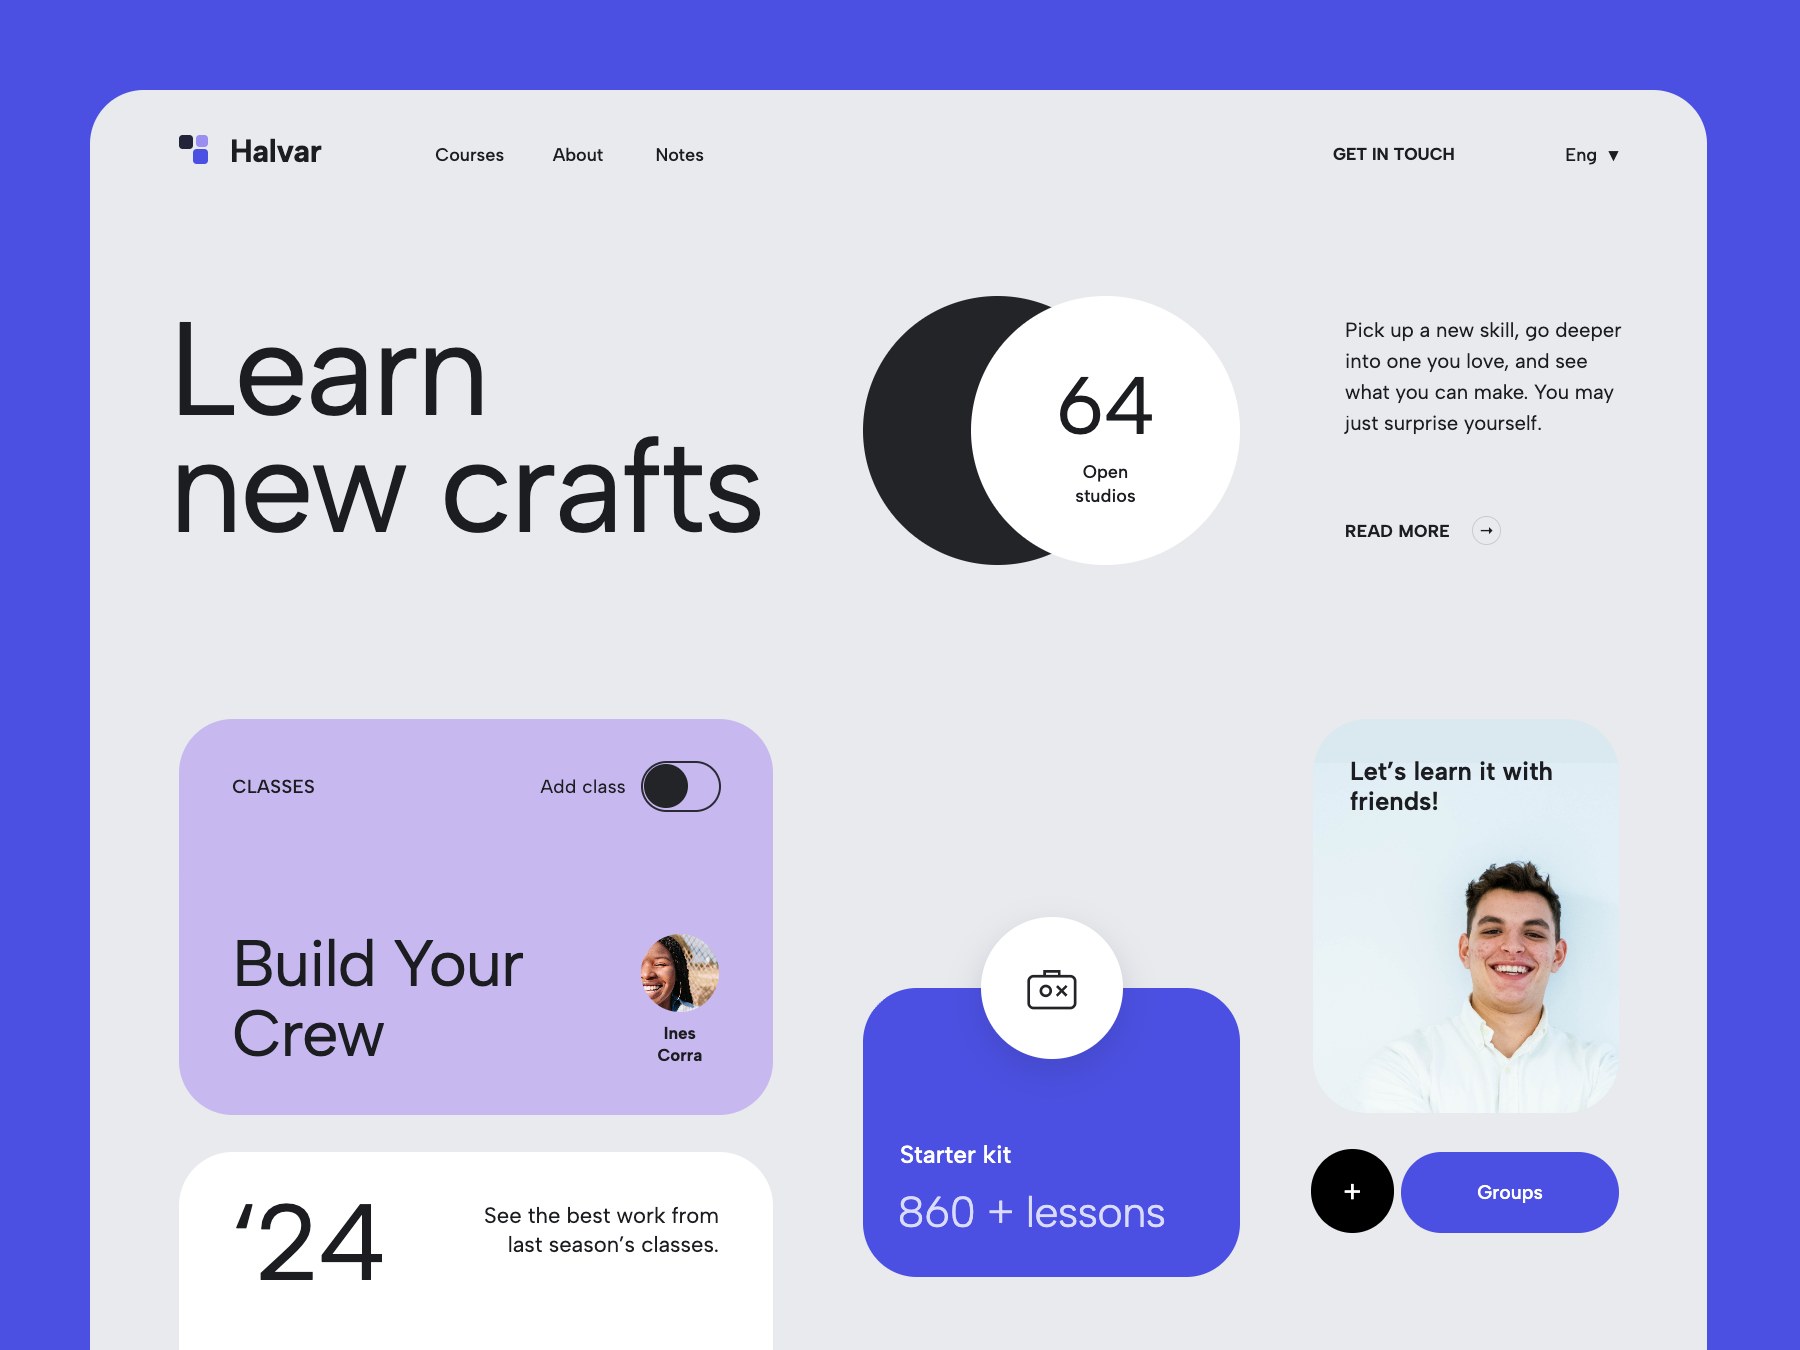 Halvar
Courses
About
Notes
GET IN TOUCH
Eng ▼
Learn
new crafts
64
Open
studios
Pick up a new skill, go deeper
into one you love, and see
what you can make. You may
just surprise yourself.
READ MORE →
CLASSES
Add class
Build Your
Crew
Ines
Corra
Let’s learn it with
friends!
Starter kit
860 + lessons
+
Groups
‘24
See the best work from
last season’s classes.